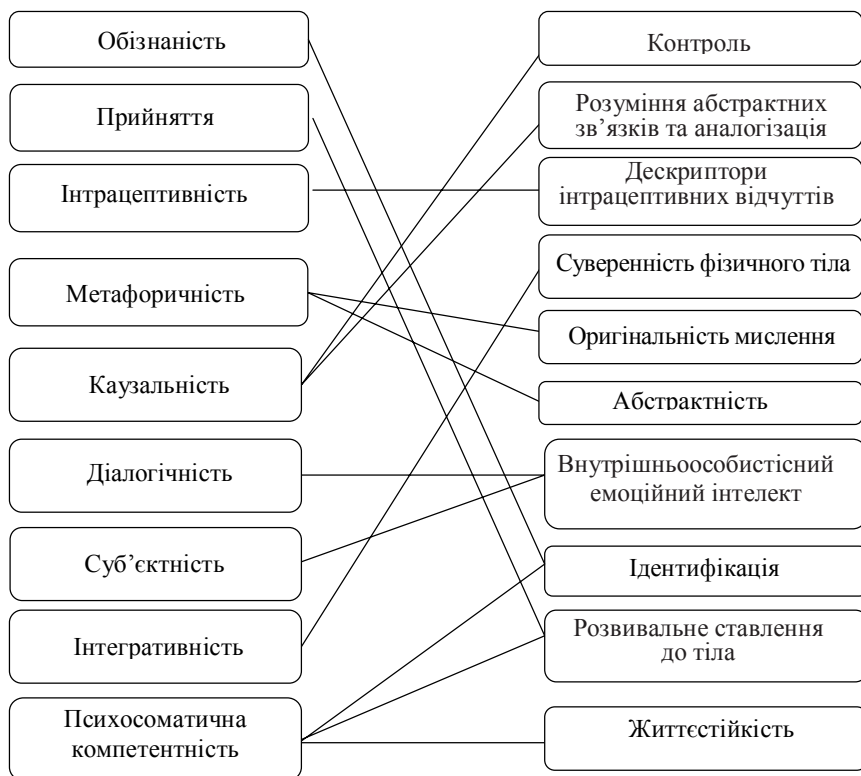 Обізнаність
Прийняття
Інтрацептивність
Метафоричність
Каузальність
Діалогічність
Суб’єктність
Інтегративність
Психосоматична
компетентність
Контроль
Розуміння абстрактних
зв’язків та аналогізація
Дескриптори
інтрацептивних відчуттів
Суверенність фізичного тіла
Оригінальність мислення
Абстрактність
Внутрішньоособистісний
емоційний інтелект
Ідентифікація
Розвивальне ставлення
до тіла
Життєстійкість